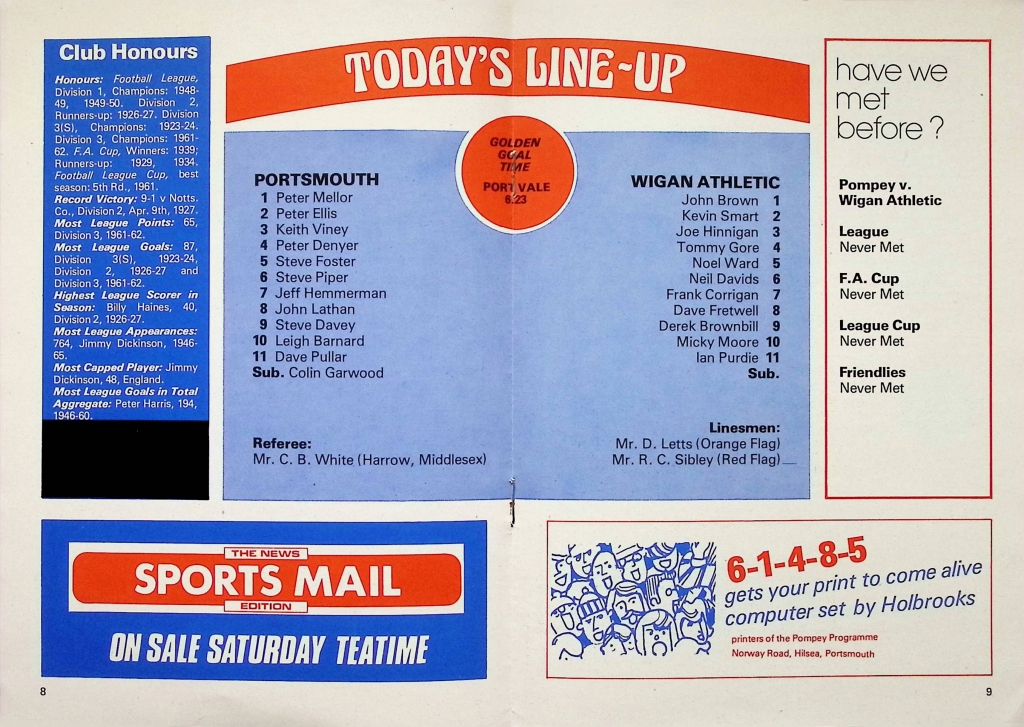 Club Honours
Honours: Football League,
Division 1, Champions: 1948-
49, 1949-50. Division 2,
Runners-up: 1926-27. Division
3(S), Champions: 1923-24.
Division 3, Champions: 1961-
62. F.A. Cup, Winners: 1939;
Runners-up: 1929, 1934.
Football League Cup, best
season: 5th Rd., 1961.
Record Victory: 9-1 v Notts.
Co., Division 2, Apr. 9th, 1927.
Most League Points: 65,
Division 3, 1961-62.
Most League Goals: 87,
Division 3(S), 1923-24,
Division 2, 1926-27 and
Division 3, 1961-62.
Highest League Scorer in
Season: Billy Haines, 40,
Division 2, 1926-27.
Most League Appearances:
764, Jimmy Dickinson, 1946-
65.
Most Capped Player: Jimmy
Dickinson, 48, England.
Most League Goals in Total
Aggregate: Peter Harris, 194,
1946-60.
TODAY'S LINE-UP
GOLDEN
GOAL
TIME
PORT VALE
6.23
PORTSMOUTH
1 Peter Mellor
2 Peter Ellis
3 Keith Viney
4 Peter Denyer
5 Steve Foster
6 Steve Piper
7 Jeff Hemmerman
8 John Lathan
9 Steve Davey
10 Leigh Barnard
11 Dave Pullar
Sub. Colin Garwood
Referee:
Mr. C. B. White (Harrow, Middlesex)
WIGAN ATHLETIC
John Brown 1
Kevin Smart 2
Joe Hinnigan 3
Tommy Gore 4
Noel Ward 5
Neil Davids 6
Frank Corrigan 7
Dave Fretwell 8
Derek Brownbill 9
Micky Moore 10
Ian Purdie 11
Sub.
Linesmen:
Mr. D. Letts (Orange Flag)
Mr. R. C. Sibley (Red Flag)
have we
met
before ?
Pompey v.
Wigan Athletic
League
Never Met
F.A. Cup
Never Met
League Cup
Never Met
Friendlies
Never Met
THE NEWS
SPORTS MAIL
EDITION
ON SALE SATURDAY TEATIME
6-1-4-8-5
gets your print to come alive
computer set by Holbrooks
printers of the Pompey Programme
Norway Road, Hilsea, Portsmouth
8
9